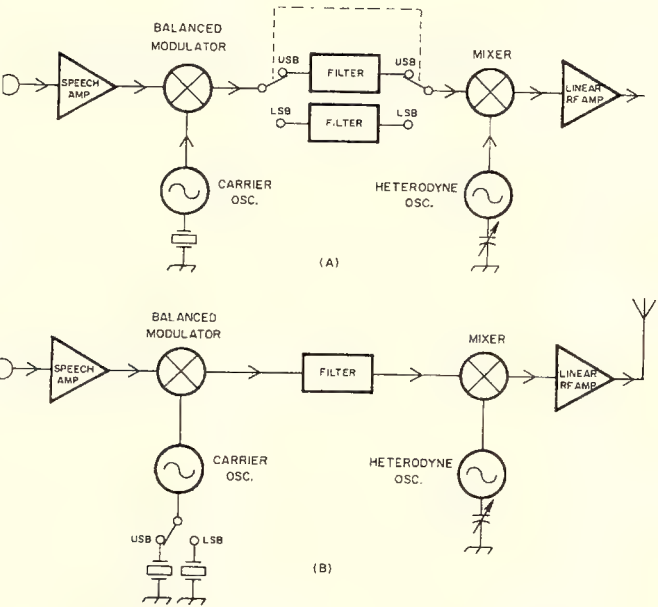 BALANCED
MODULATOR
USB
USB
MIXER
SPEECH
AMP
FILTER
LINEAR
RF AMP
LSB
FILTER
LSB
CARRIER
OSC.
HETERODYNE
OSC.
(A)
BALANCED
MODULATOR
MIXER
SPEECH
AMP
FILTER
LINEAR
RF AMP
CARRIER
OSC.
HETERODYNE
OSC.
USB
LSB
(B)